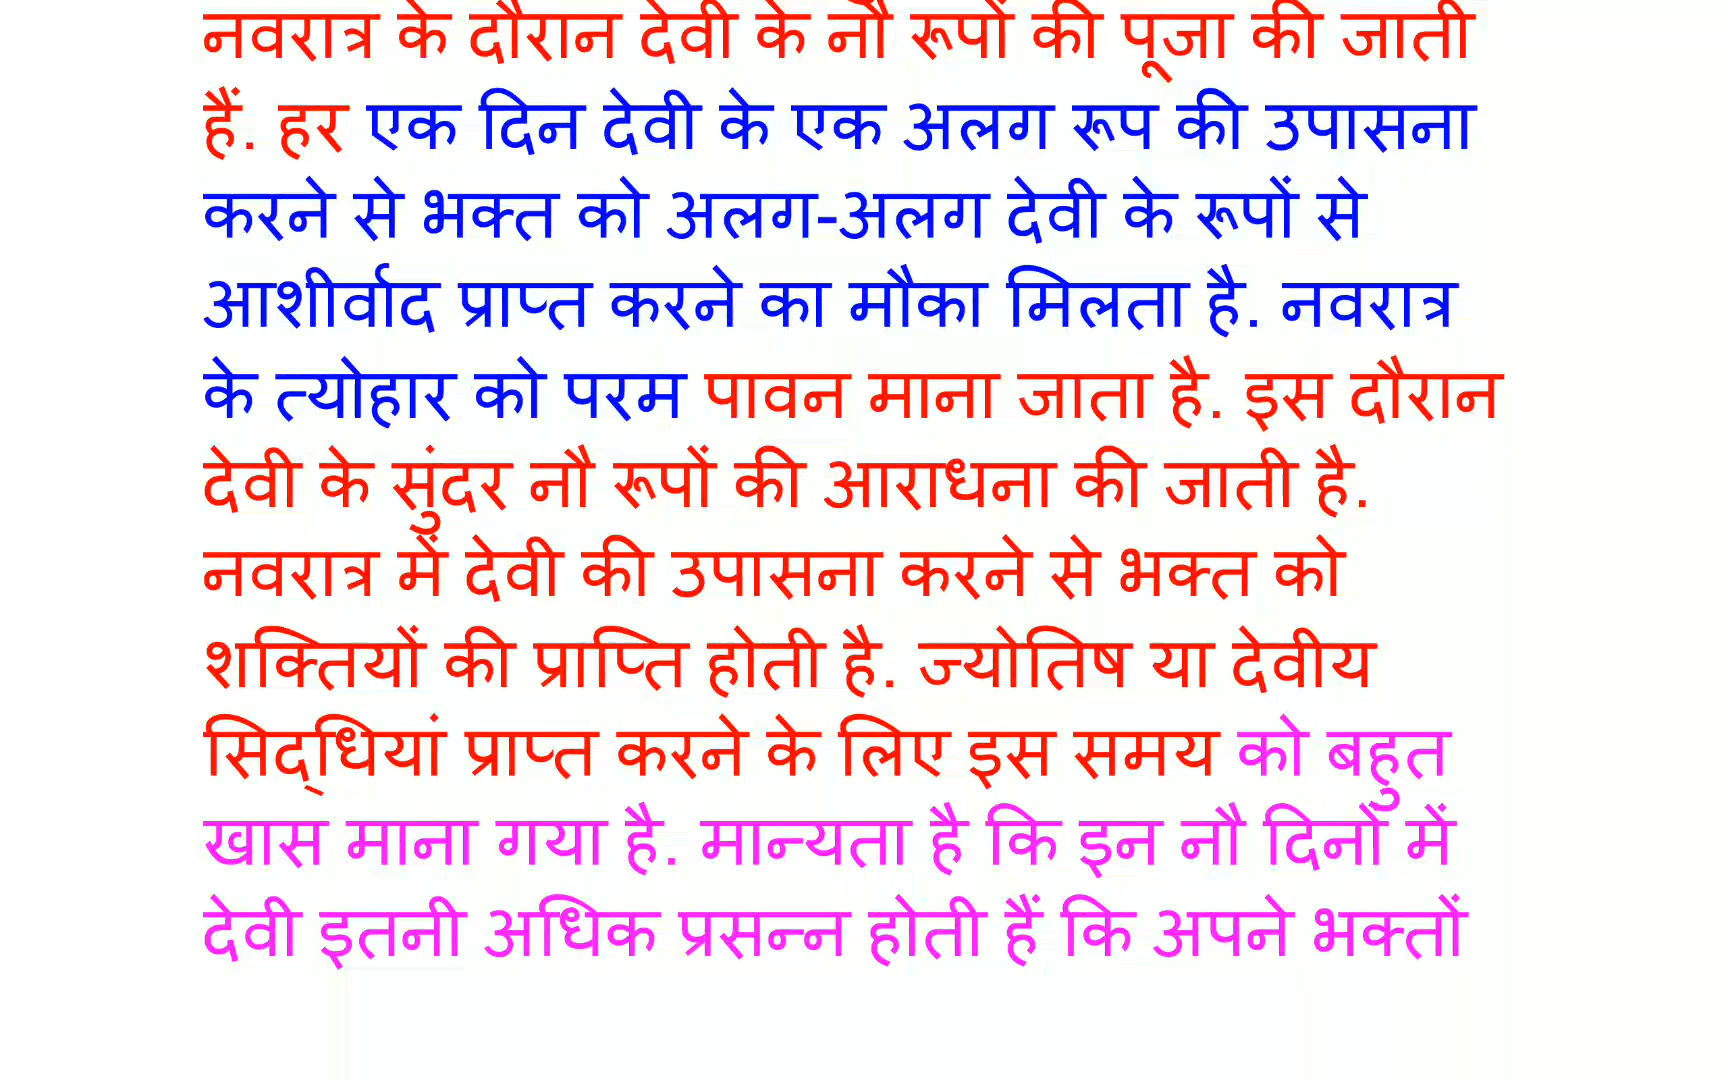 नवरात्र के दौरान देवी के नौ रूपों की पूजा की जाती
हैं. हर एक दिन देवी के एक अलग रूप की उपासना
करने से भक्त को अलग-अलग देवी के रूपों से
आशीर्वाद प्राप्त करने का मौका मिलता है. नवरात्र
के त्योहार को परम पावन माना जाता है. इस दौरान
देवी के सुंदर नौ रूपों की आराधना की जाती है.
नवरात्र में देवी की उपासना करने से भक्त को
शक्तियों की प्राप्ति होती है. ज्योतिष या देवीय
सिद्धियां प्राप्त करने के लिए इस समय को बहुत
खास माना गया है. मान्यता है कि इन नौ दिनों में
देवी इतनी अधिक प्रसन्न होती हैं कि अपने भक्तों